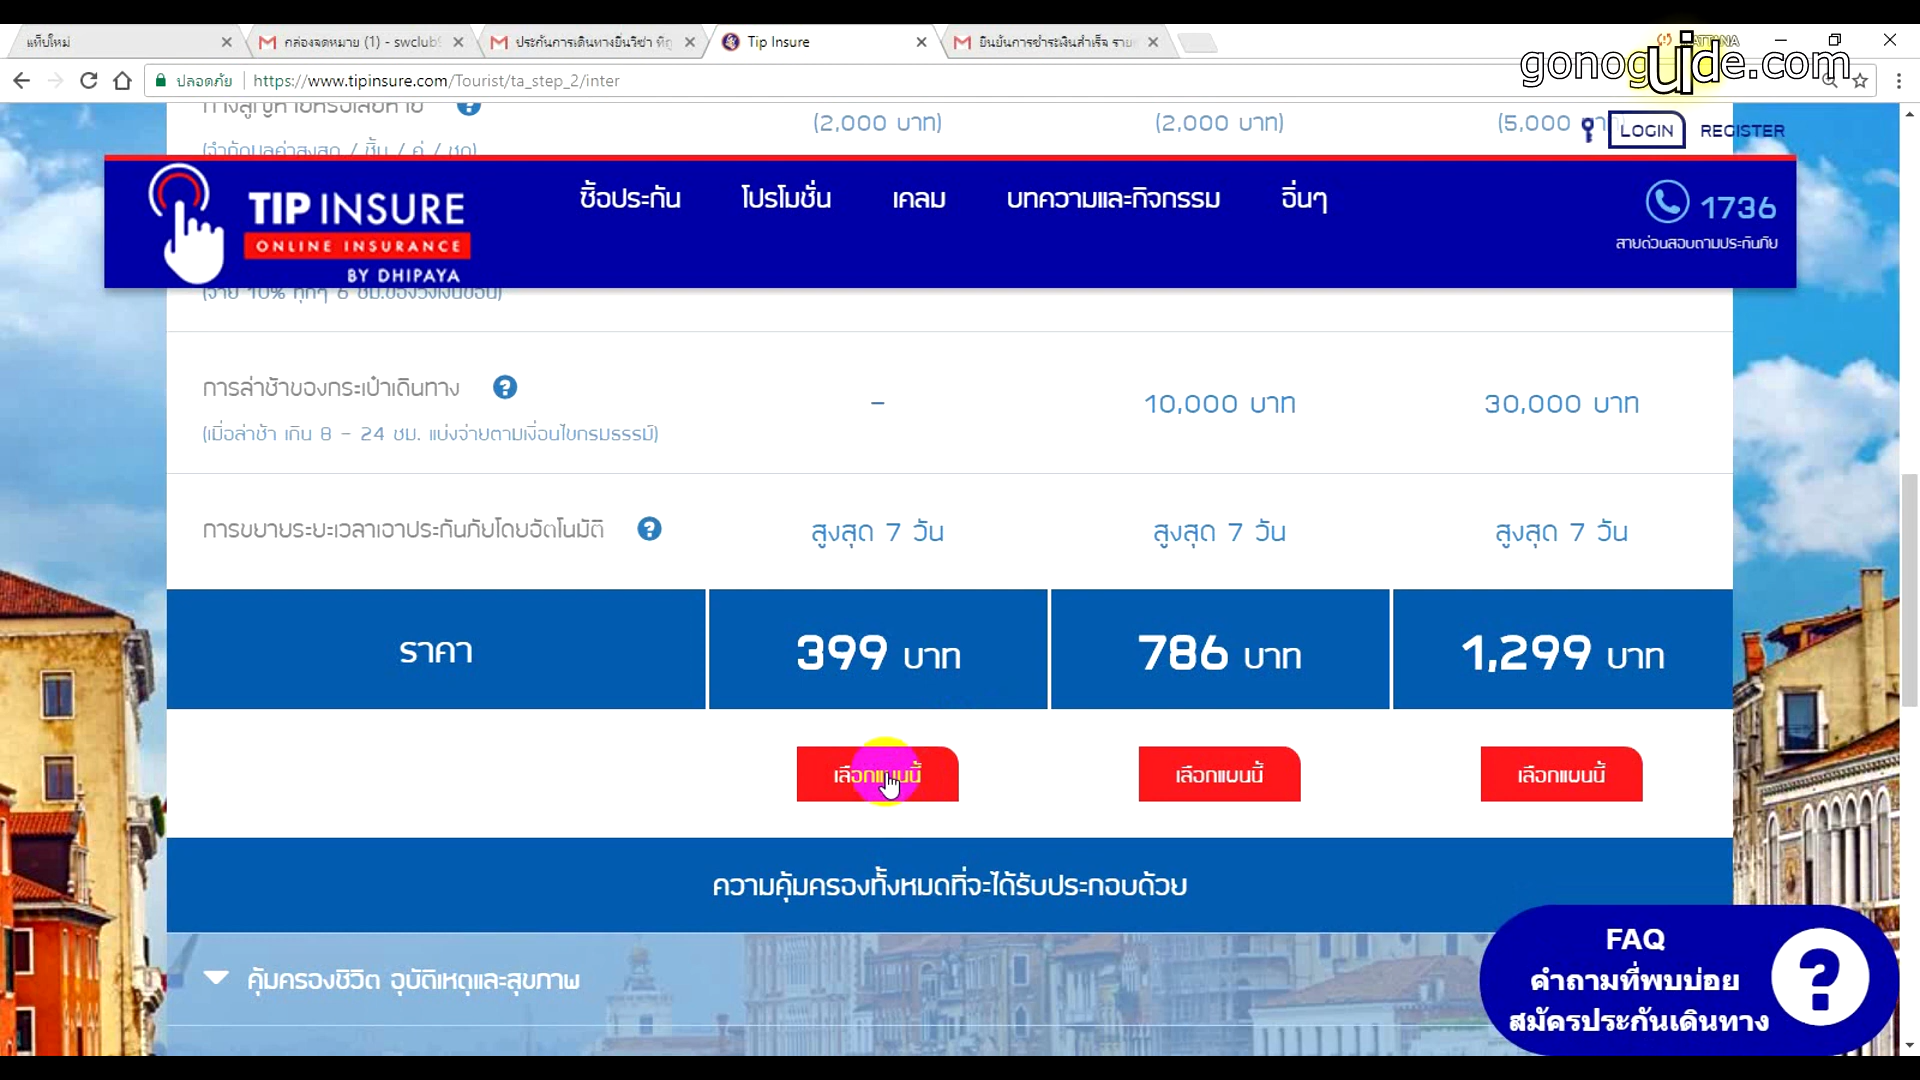 แท็บใหม่
กล่องจดหมาย (1) - swclub
ประกันการเดินทางยื่นวีซ่า
Tip Insure
ยืนยันการชำระเงินสำเร็จ
gonoguide.com
ปลอดภัย
https://www.tipinsure.com/Tourist/ta_step_2/inter
(2,000 บาท)
(2,000 บาท)
(5,000
LOGIN
REGISTER
TIP INSURE
ONLINE INSURANCE
BY DHIPAYA
ซื้อประกัน
โปรโมชั่น
เคลม
บทความและกิจกรรม
อื่นๆ
1736
สายด่วนสอบถามประกันภัย
การล่าช้าของกระเป๋าเดินทาง
–
10,000 บาท
30,000 บาท
(เมื่อล่าช้า เกิน 8 – 24 ชม. แบ่งจ่ายตามเงื่อนไขกรมธรรม์)
การขยายระยะเวลาเอาประกันภัยโดยอัตโนมัติ
สูงสุด 7 วัน
สูงสุด 7 วัน
สูงสุด 7 วัน
ราคา
399 บาท
786 บาท
1,299 บาท
เลือกแผนนี้
เลือกแผนนี้
เลือกแผนนี้
ความคุ้มครองทั้งหมดที่จะได้รับประกอบด้วย
คุ้มครองชีวิต อุบัติเหตุและสุขภาพ
FAQ
คำถามที่พบบ่อย
สมัครประกันเดินทาง